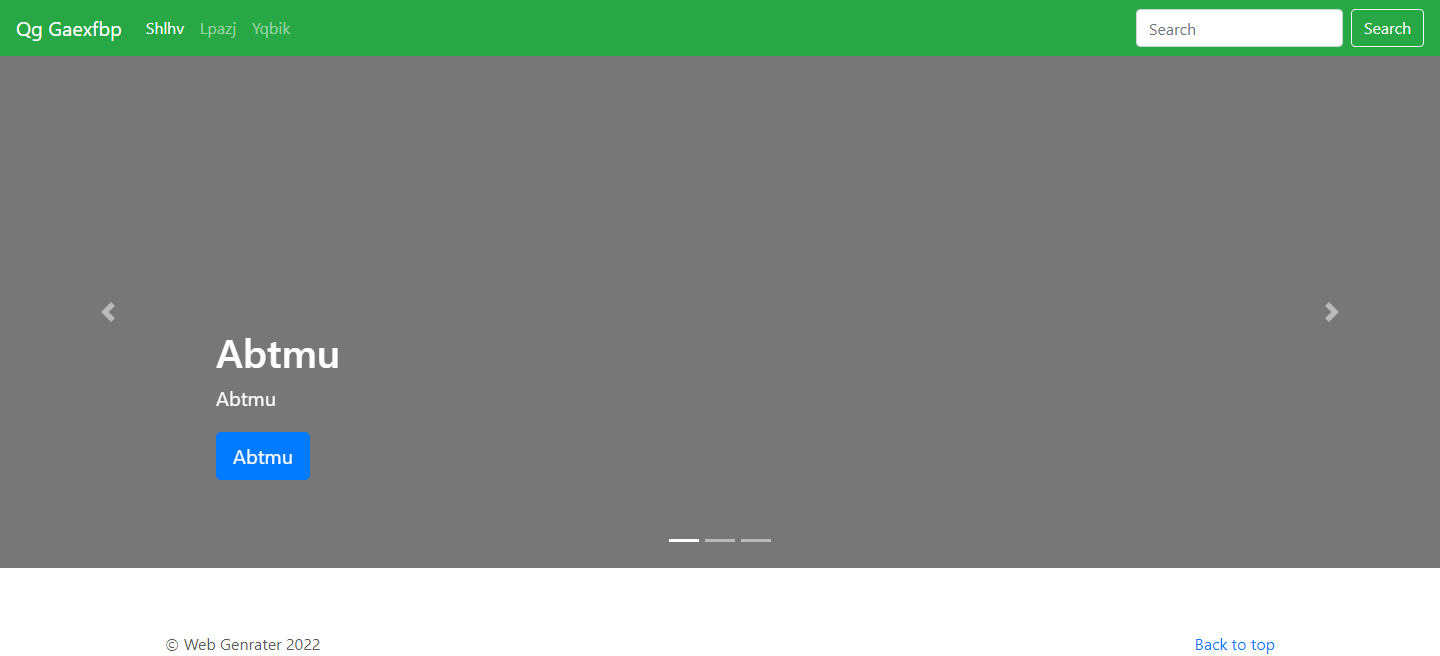 Qg Gaexfbp Shlhv Lpazj Yqbik Search Search
Abtmu
Abtmu
Abtmu
© Web Genrater 2022 Back to top